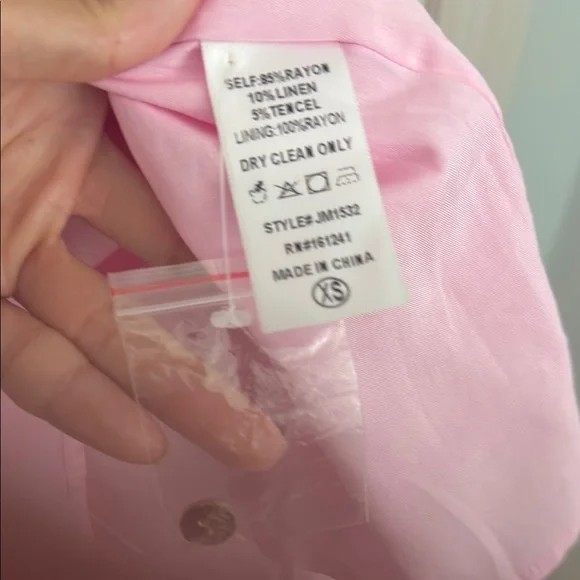 SELF:85%RAYON
10%LINEN
5%TENCEL
LINING:100%RAYON
DRY CLEAN ONLY
STYLE#JM1532
RN#161241
MADE IN CHINA
XS